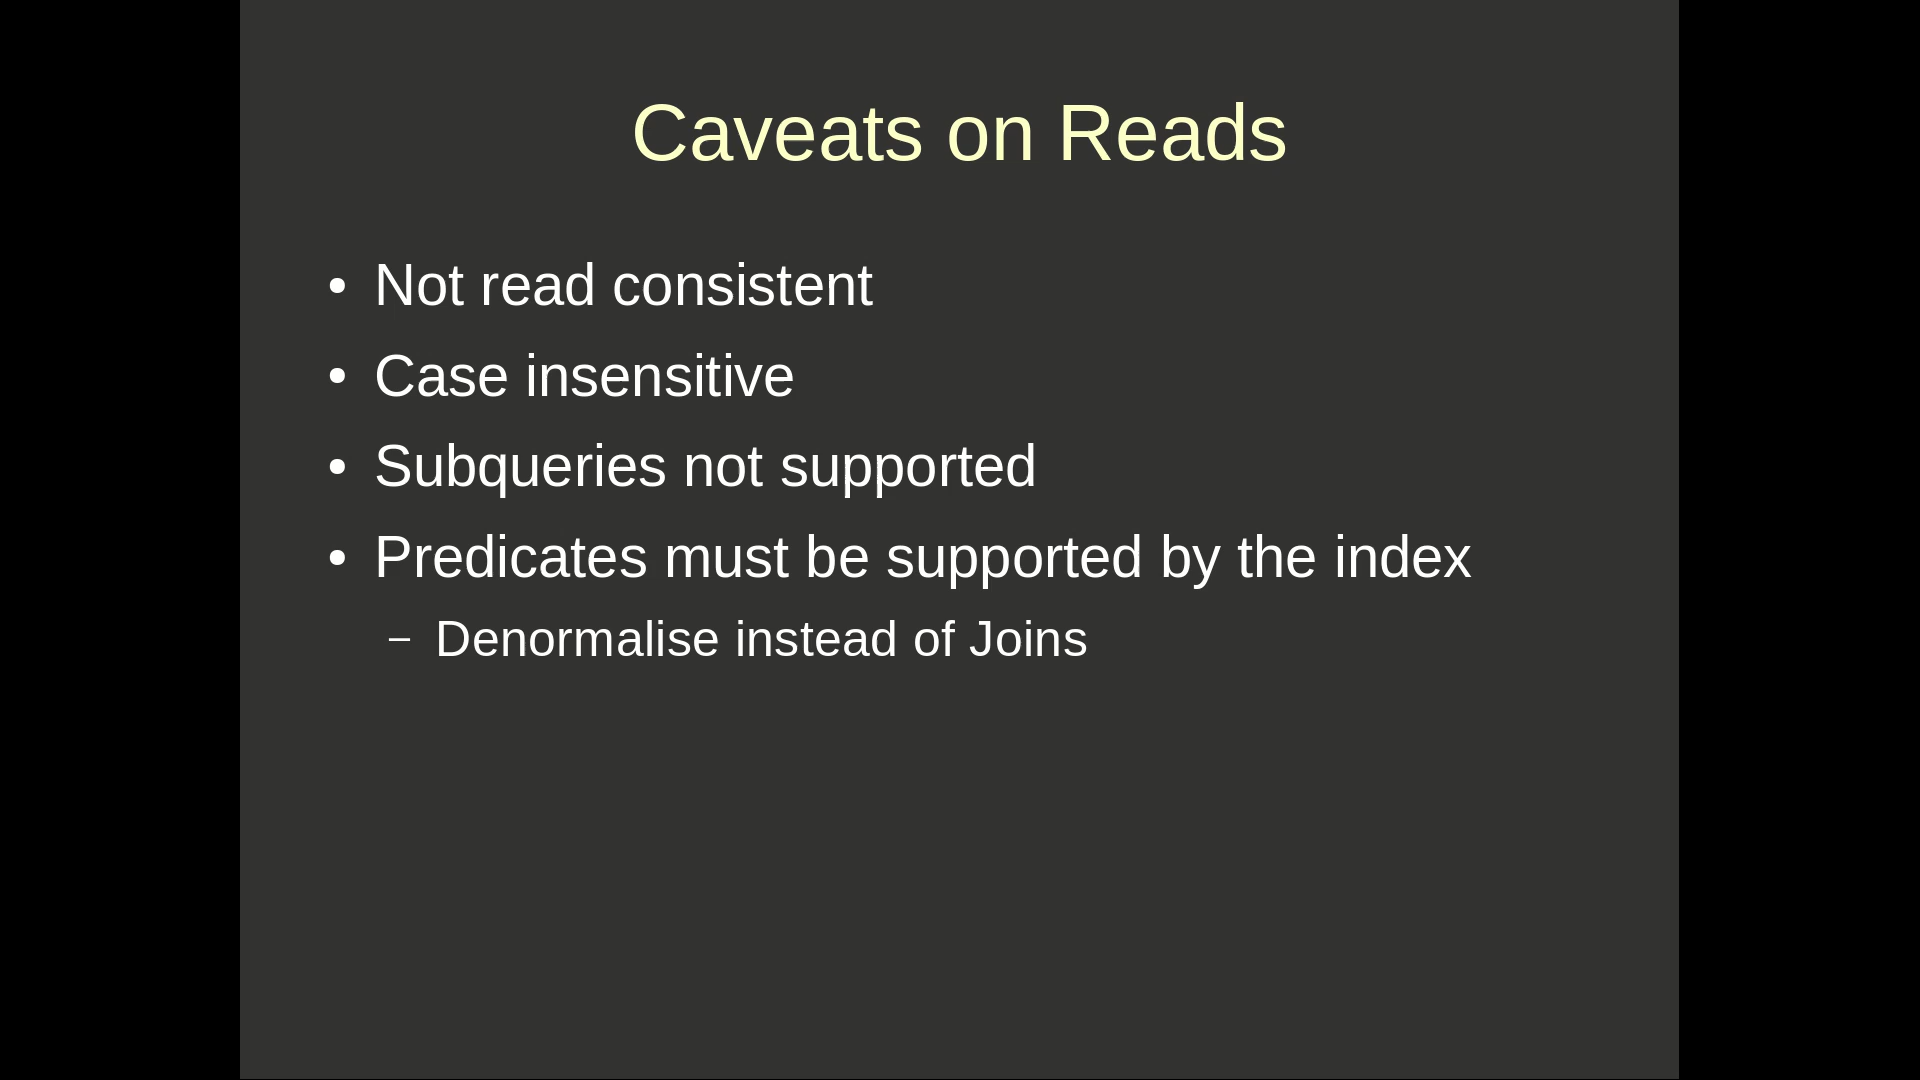 Caveats on Reads
• Not read consistent
• Case insensitive
• Subqueries not supported
• Predicates must be supported by the index
– Denormalise instead of Joins